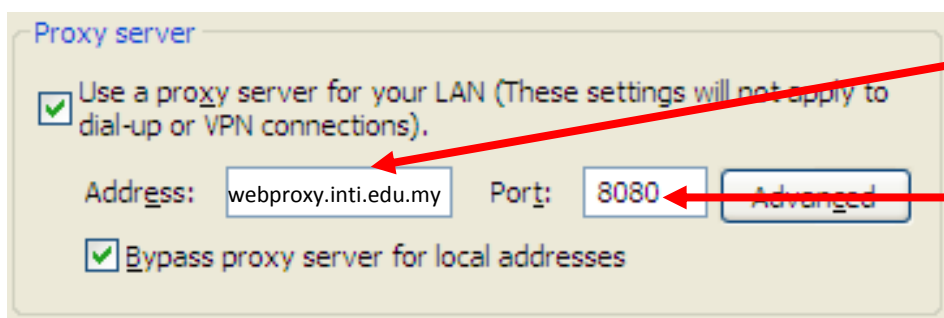 Proxy server
Use a proxy server for your LAN (These settings will not apply to
dial-up or VPN connections).
Address: webproxy.inti.edu.my Port: 8080 Advanced
Bypass proxy server for local addresses